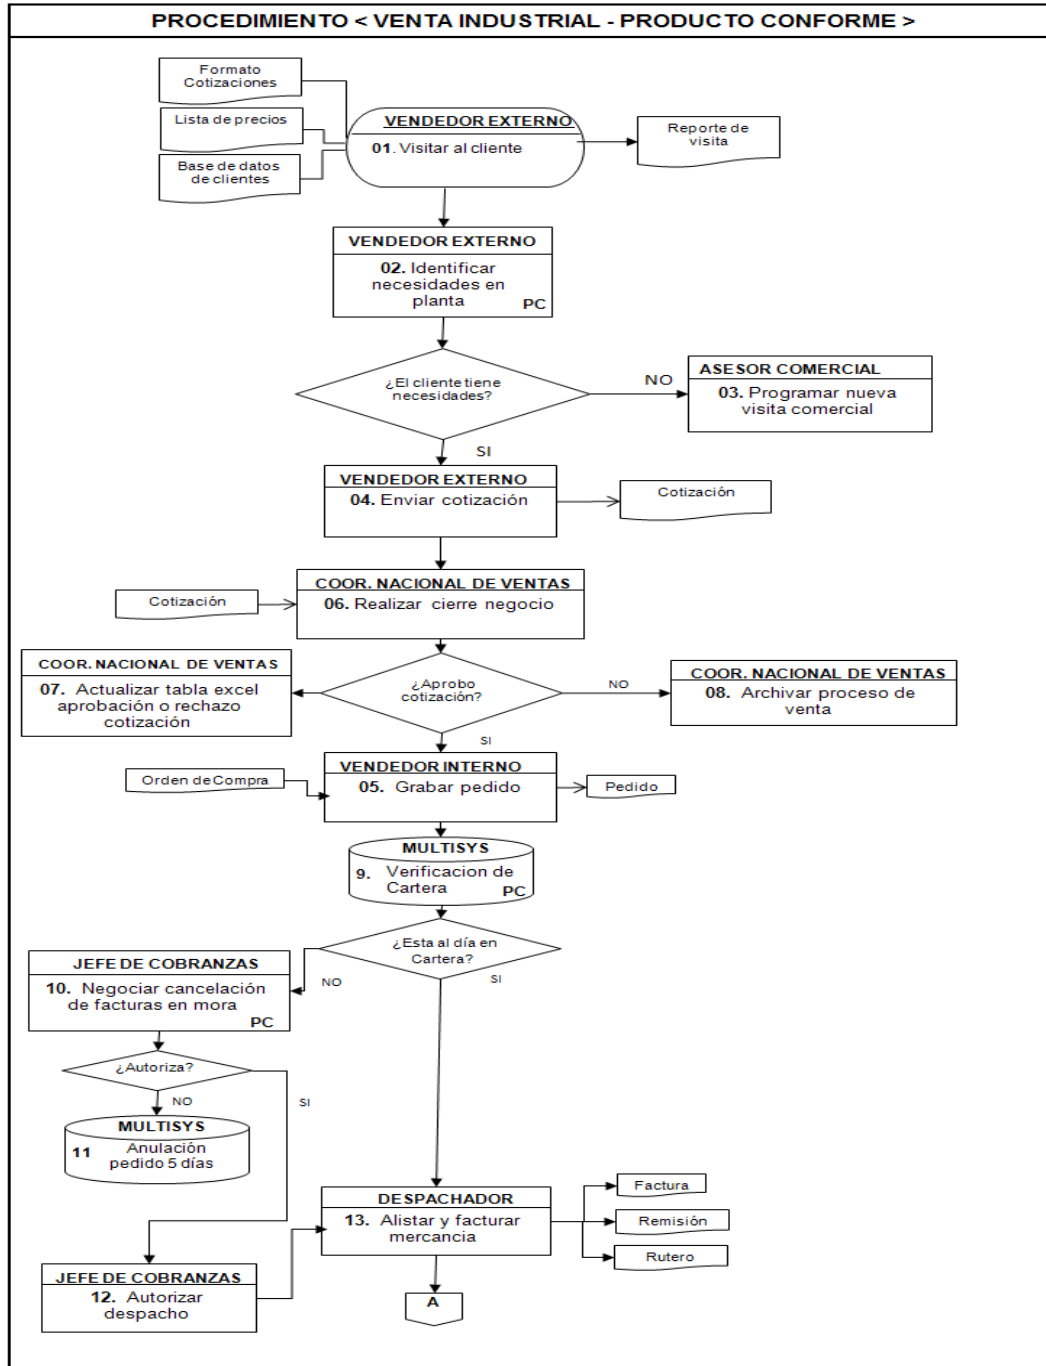 PROCEDIMIENTO < VENTA INDUSTRIAL - PRODUCTO CONFORME >
Formato
Cotizaciones
Lista de precios
Base de datos
de clientes
VENDEDOR EXTERNO
01. Visitar al cliente
Reporte de
visita
VENDEDOR EXTERNO
02. Identificar
necesidades en
planta
PC
¿El cliente tiene
necesidades?
NO
ASESOR COMERCIAL
03. Programar nueva
visita comercial
SI
VENDEDOR EXTERNO
04. Enviar cotización
Cotización
COOR. NACIONAL DE VENTAS
06. Realizar cierre negocio
Cotización
COOR. NACIONAL DE VENTAS
07. Actualizar tabla excel
aprobación o rechazo
cotización
¿Aprobo
cotización?
NO
COOR. NACIONAL DE VENTAS
08. Archivar proceso de
venta
SI
VENDEDOR INTERNO
05. Grabar pedido
Orden de Compra
Pedido
MULTISYS
9. Verificacion de
Cartera
PC
¿Esta al día en
Cartera?
NO
SI
JEFE DE COBRANZAS
10. Negociar cancelación
de facturas en mora
PC
¿Autoriza?
NO
SI
MULTISYS
11 Anulación
pedido 5 días
DESPACHADOR
13. Alistar y facturar
mercancia
Factura
Remisión
Rutero
JEFE DE COBRANZAS
12. Autorizar
despacho
A